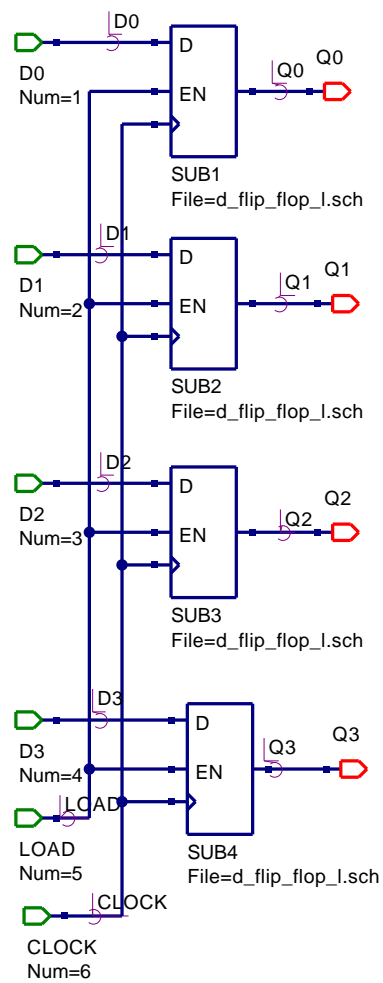 D0
D
D0
Num=1
EN
Q0
Q0
SUB1
File=d_flip_flop_l.sch
D1
D
D1
Num=2
EN
Q1
Q1
SUB2
File=d_flip_flop_l.sch
D2
D
D2
Num=3
EN
Q2
Q2
SUB3
File=d_flip_flop_l.sch
D3
D
D3
Num=4
EN
Q3
Q3
SUB4
File=d_flip_flop_l.sch
LOAD
LOAD
Num=5
CLOCK
CLOCK
Num=6